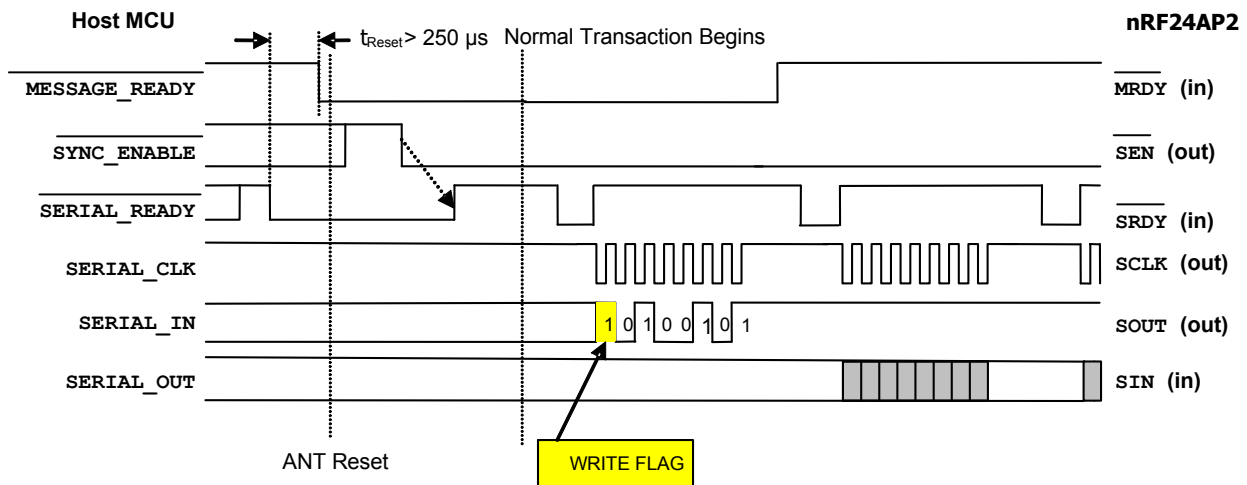 Host MCU
nRF24AP2
tReset > 250 µs Normal Transaction Begins
MESSAGE_READY
MRDY (in)
SYNC_ENABLE
SEN (out)
SERIAL_READY
SRDY (in)
SERIAL_CLK
SCLK (out)
SERIAL_IN
1 0 1 0 0 1 0 1
SOUT (out)
SERIAL_OUT
SIN (in)
ANT Reset
WRITE FLAG